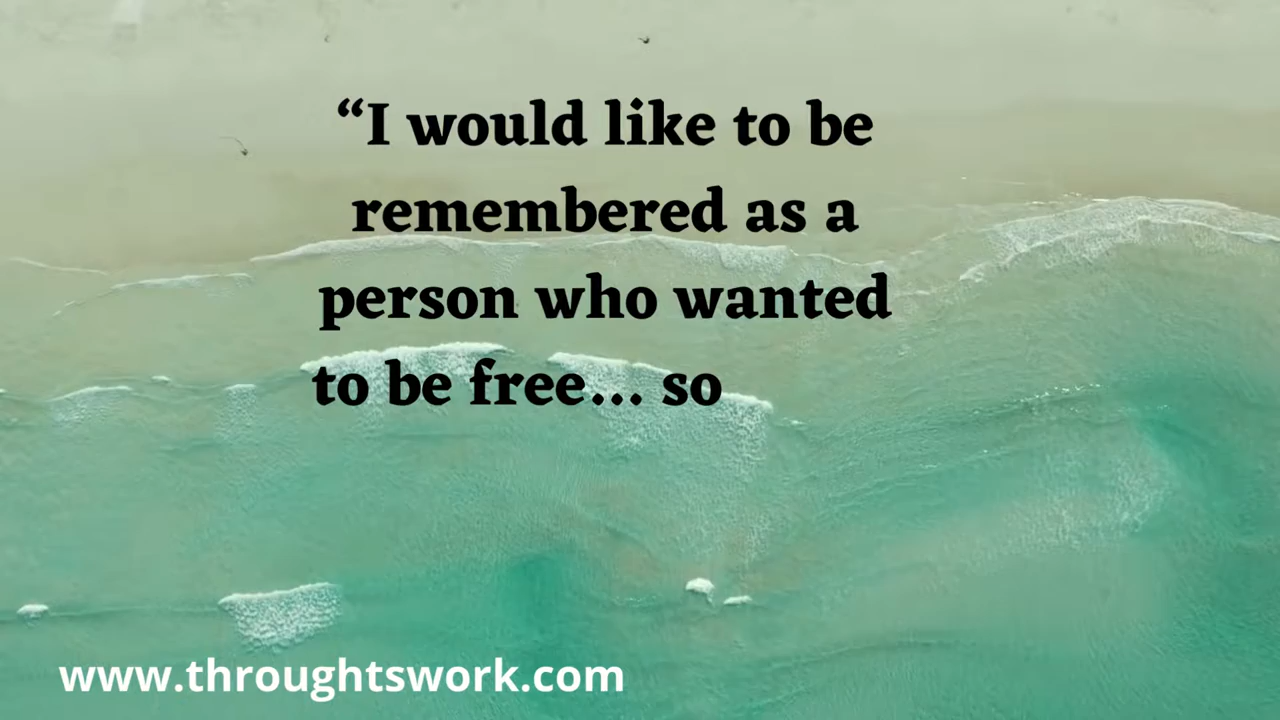 “I would like to be
remembered as a
person who wanted
to be free... so
www.throughtswork.com